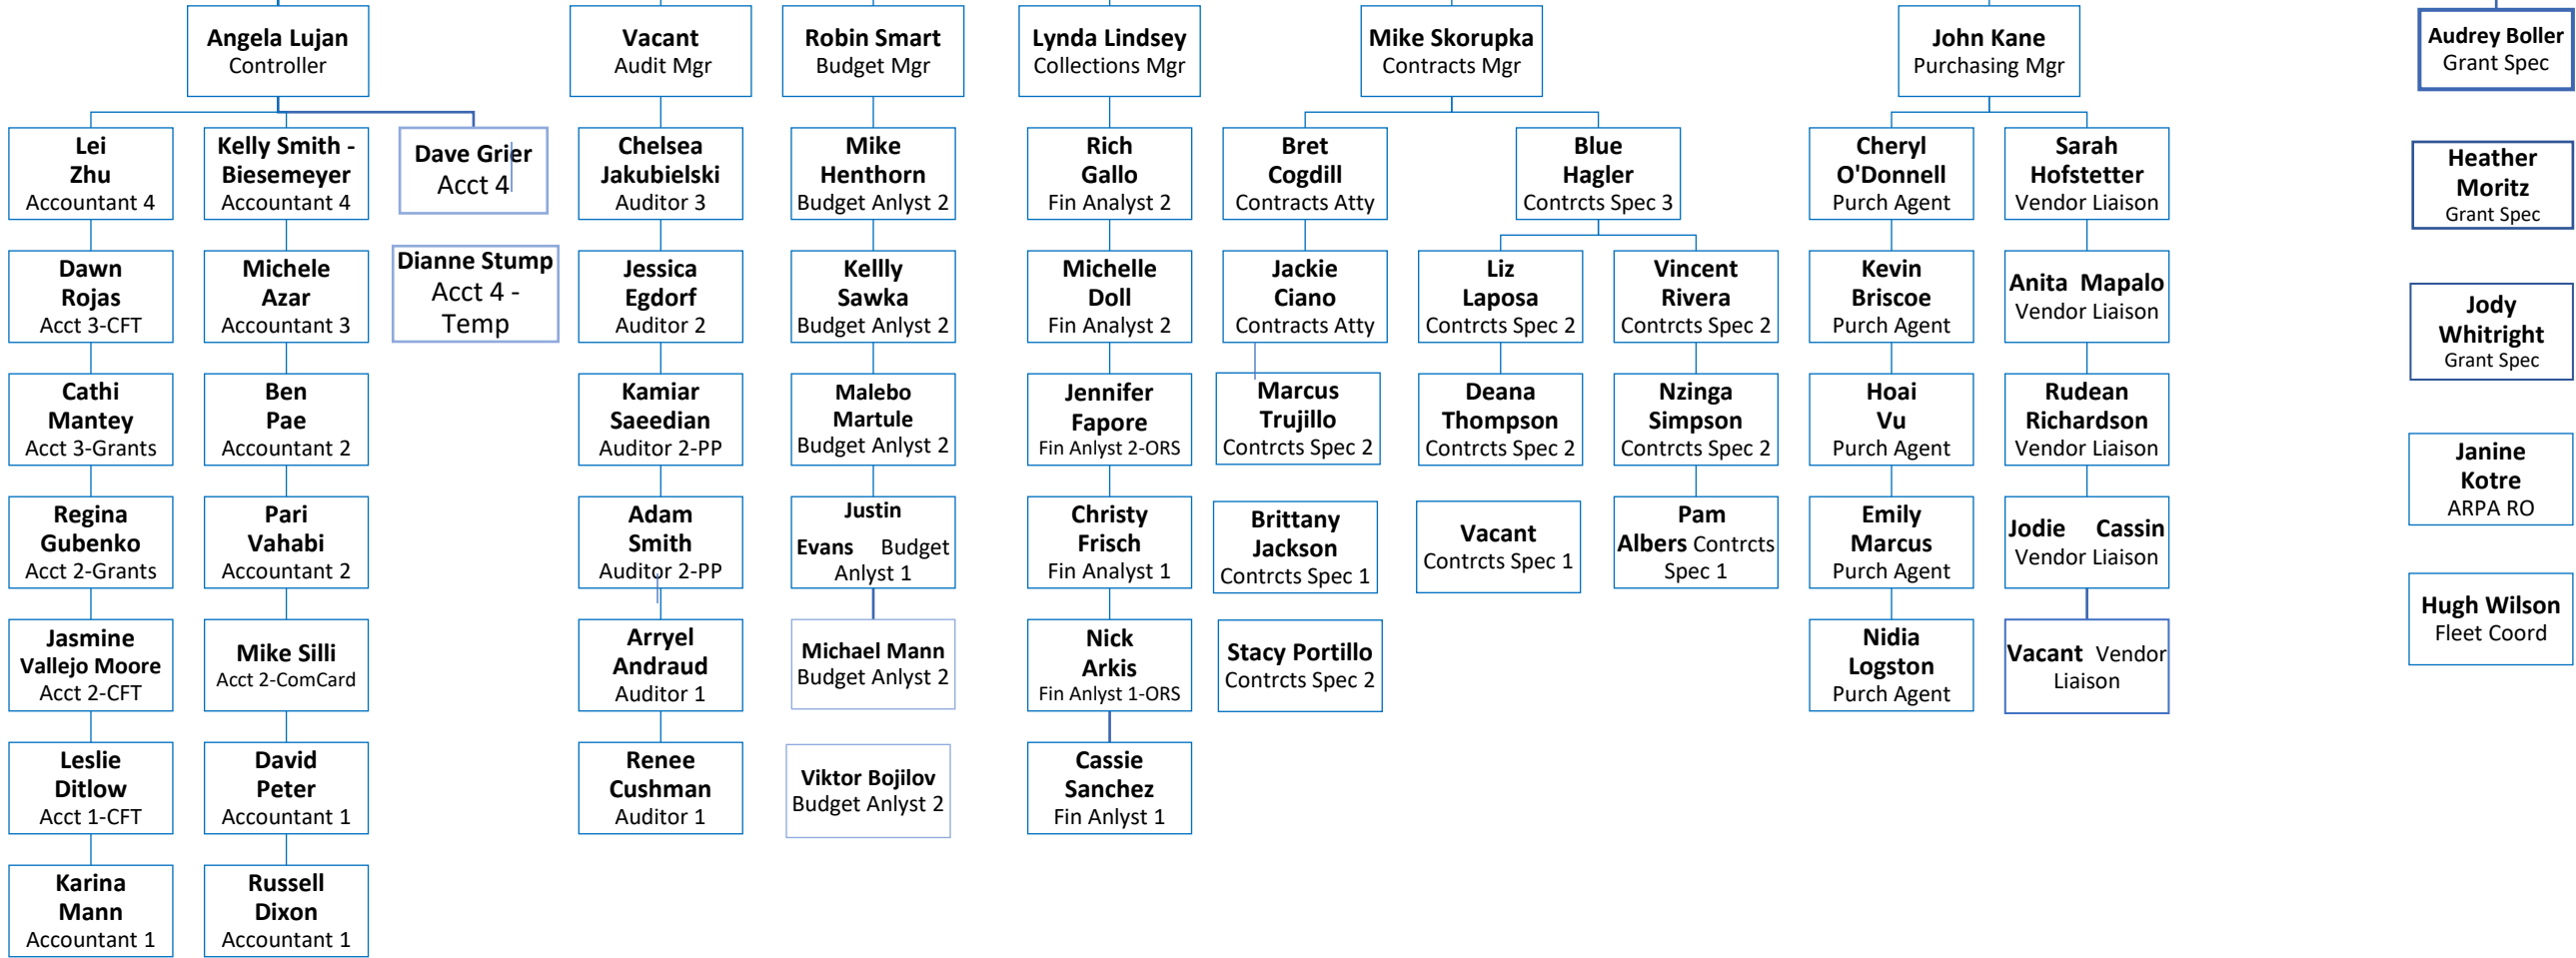 Angela Lujan
Controller
Lei
Zhu
Accountant 4
Dawn
Rojas
Acct 3-CFT
Cathi
Mantey
Acct 3-Grants
Regina
Gubenko
Acct 2-Grants
Jasmine
Vallejo Moore
Acct 2-CFT
Leslie
Ditlow
Acct 1-CFT
Karina
Mann
Accountant 1
Kelly Smith -
Biesemeyer
Accountant 4
Michele
Azar
Accountant 3
Ben
Pae
Accountant 2
Pari
Vahabi
Accountant 2
Mike Silli
Acct 2-ComCard
David
Peter
Accountant 1
Russell
Dixon
Accountant 1
Dave Grier
Acct 4
Dianne Stump
Acct 4 -
Temp
Vacant
Audit Mgr
Chelsea
Jakubielski
Auditor 3
Jessica
Egdorf
Auditor 2
Kamiar
Saeedian
Auditor 2-PP
Adam
Smith
Auditor 2-PP
Arryel
Andraud
Auditor 1
Renee
Cushman
Auditor 1
Robin Smart
Budget Mgr
Mike
Henthorn
Budget Anlyst 2
Kellly
Sawka
Budget Anlyst 2
Malebo
Martule
Budget Anlyst 2
Justin
Evans Budget
Anlyst 1
Michael Mann
Budget Anlyst 2
Viktor Bojilov
Budget Anlyst 2
Lynda Lindsey
Collections Mgr
Rich
Gallo
Fin Analyst 2
Michelle
Doll
Fin Analyst 2
Jennifer
Fapore
Fin Anlyst 2-ORS
Christy
Frisch
Fin Analyst 1
Nick
Arkis
Fin Anlyst 1-ORS
Cassie
Sanchez
Fin Anlyst 1
Mike Skorupka
Contracts Mgr
Bret
Cogdill
Contracts Atty
Jackie
Ciano
Contracts Atty
Marcus
Trujillo
Contrcts Spec 2
Brittany
Jackson
Contrcts Spec 1
Stacy Portillo
Contrcts Spec 2
Blue
Hagler
Contrcts Spec 3
Liz
Laposa
Contrcts Spec 2
Deana
Thompson
Contrcts Spec 2
Vacant
Contrcts Spec 1
Vincent
Rivera
Contrcts Spec 2
Nzinga
Simpson
Contrcts Spec 2
Pam
Albers Contrcts
Spec 1
John Kane
Purchasing Mgr
Cheryl
O'Donnell
Purch Agent
Kevin
Briscoe
Purch Agent
Hoai
Vu
Purch Agent
Emily
Marcus
Purch Agent
Nidia
Logston
Purch Agent
Sarah
Hofstetter
Vendor Liaison
Anita Mapalo
Vendor Liaison
Rudean
Richardson
Vendor Liaison
Jodie Cassin
Vendor Liaison
Vacant Vendor
Liaison
Audrey Boller
Grant Spec
Heather
Moritz
Grant Spec
Jody
Whitright
Grant Spec
Janine
Kotre
ARPA RO
Hugh Wilson
Fleet Coord